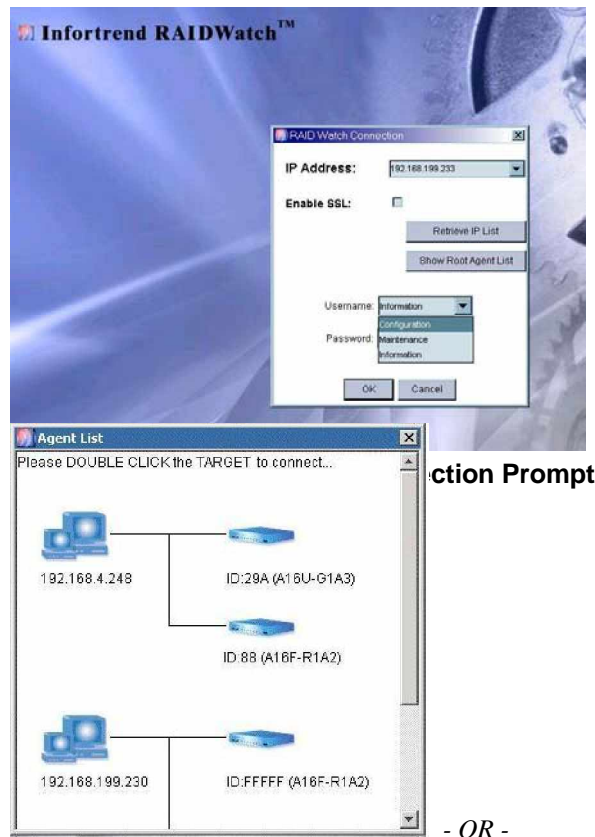 Infortrend RAIDWatch™
RAID Watch Connection
IP Address: 192.168.199.233
Enable SSL:
Retrieve IP List
Show Root Agent List
Username: Information
Configuration
Password: Maintenance
Information
OK Cancel
ction Prompt
Agent List
Please DOUBLE CLICK the TARGET to connect...
192.168.4.248 ID:29A (A16U-G1A3)
ID:88 (A16F-R1A2)
192.168.199.230 ID:FFFFF (A16F-R1A2)
- OR -